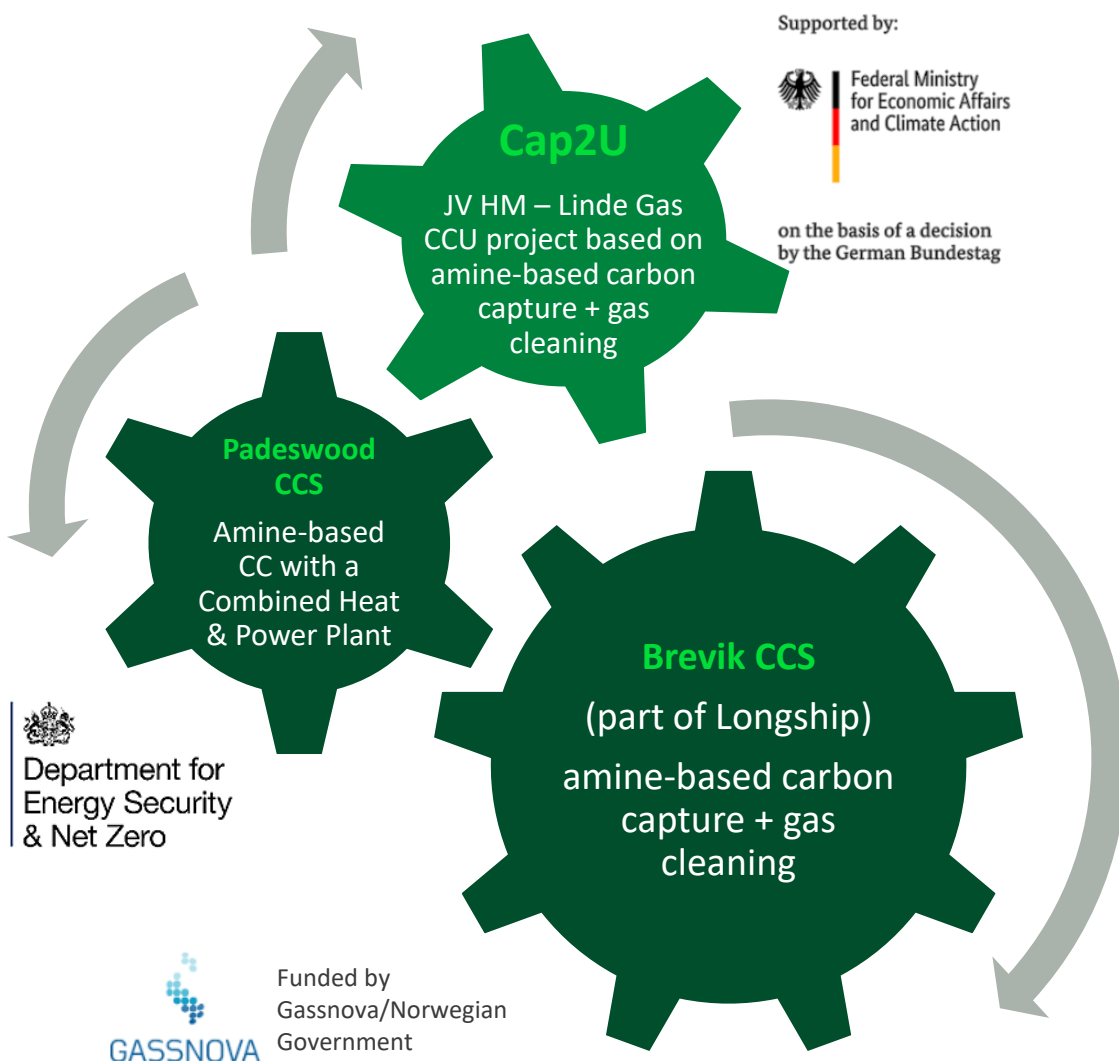 Supported by:
Federal Ministry
for Economic Affairs
and Climate Action
on the basis of a decision
by the German Bundestag
Cap2U
JV HM – Linde Gas
CCU project based on
amine-based carbon
capture + gas
cleaning
Padeswood
CCS
Amine-based
CC with a
Combined Heat
& Power Plant
Brevik CCS
(part of Longship)
amine-based carbon
capture + gas
cleaning
Department for
Energy Security
& Net Zero
GASSNOVA
Funded by
Gassnova/Norwegian
Government